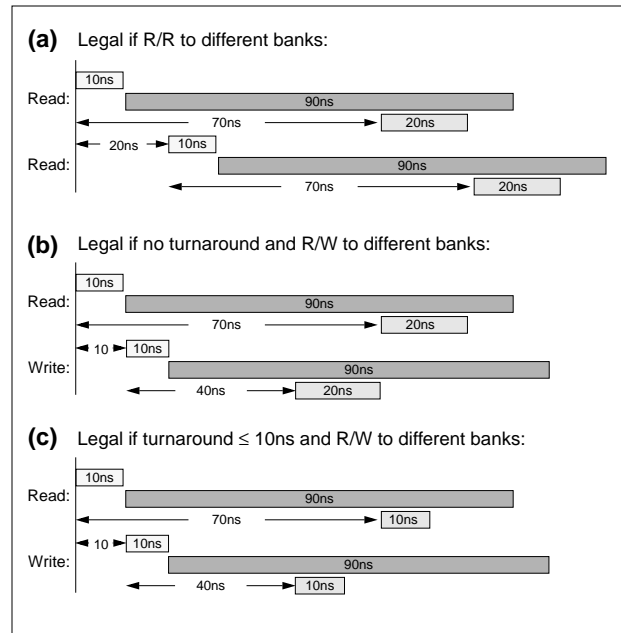 (a) Legal if R/R to different banks:
10ns
Read: 90ns
70ns 20ns
20ns 10ns
Read: 90ns
70ns 20ns
(b) Legal if no turnaround and R/W to different banks:
10ns
Read: 90ns
70ns 20ns
10 10ns
Write: 90ns
40ns 20ns
(c) Legal if turnaround ≤ 10ns and R/W to different banks:
10ns
Read: 90ns
70ns 10ns
10 10ns
Write: 90ns
40ns 10ns